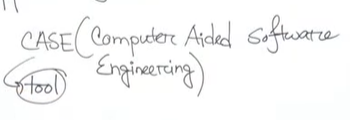 CASE(Computer Aided Software
Engineering)
tool